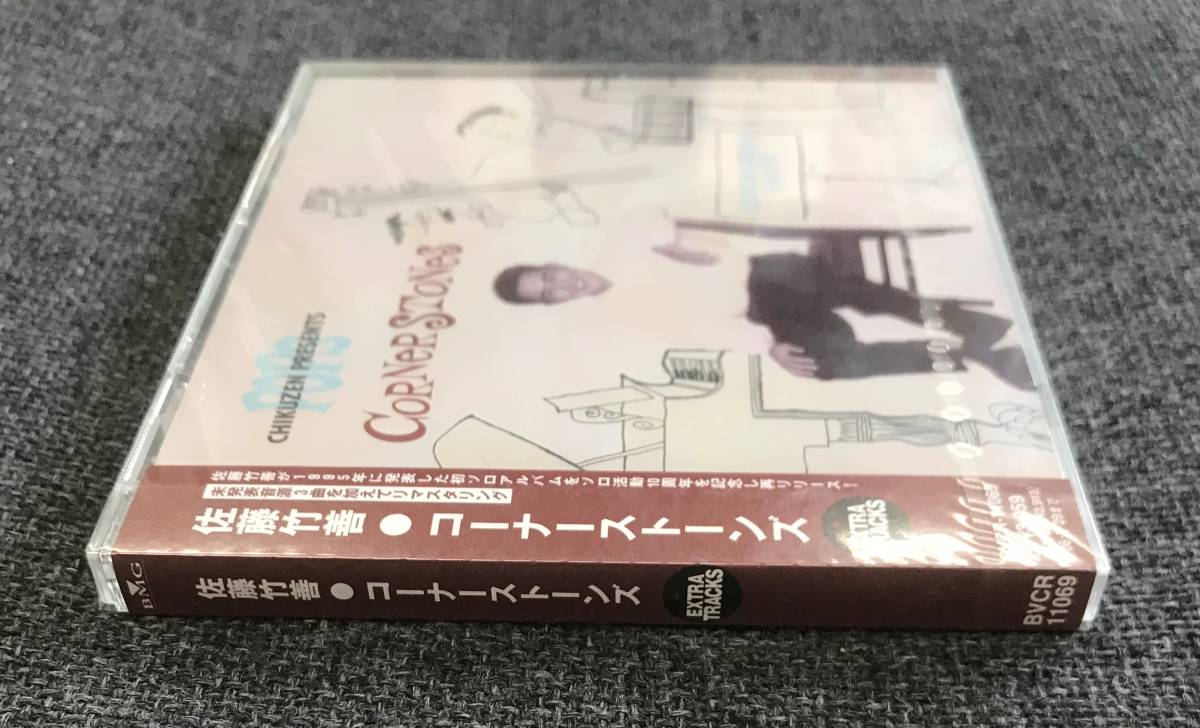 POPS
CHIKUZEN PRESENTS
CORNERSTONeS
佐藤竹善が1995年に発表した初ソロアルバムをソロ活動10周年を記念し再リリース!
未発表音源3曲を加えてリマスタリング
佐藤竹善●コーナーストーンズ
EXTRA
TRACKS
BMG
佐藤竹善●コーナーストーンズ
EXTRA
TRACKS
BVCR
11069